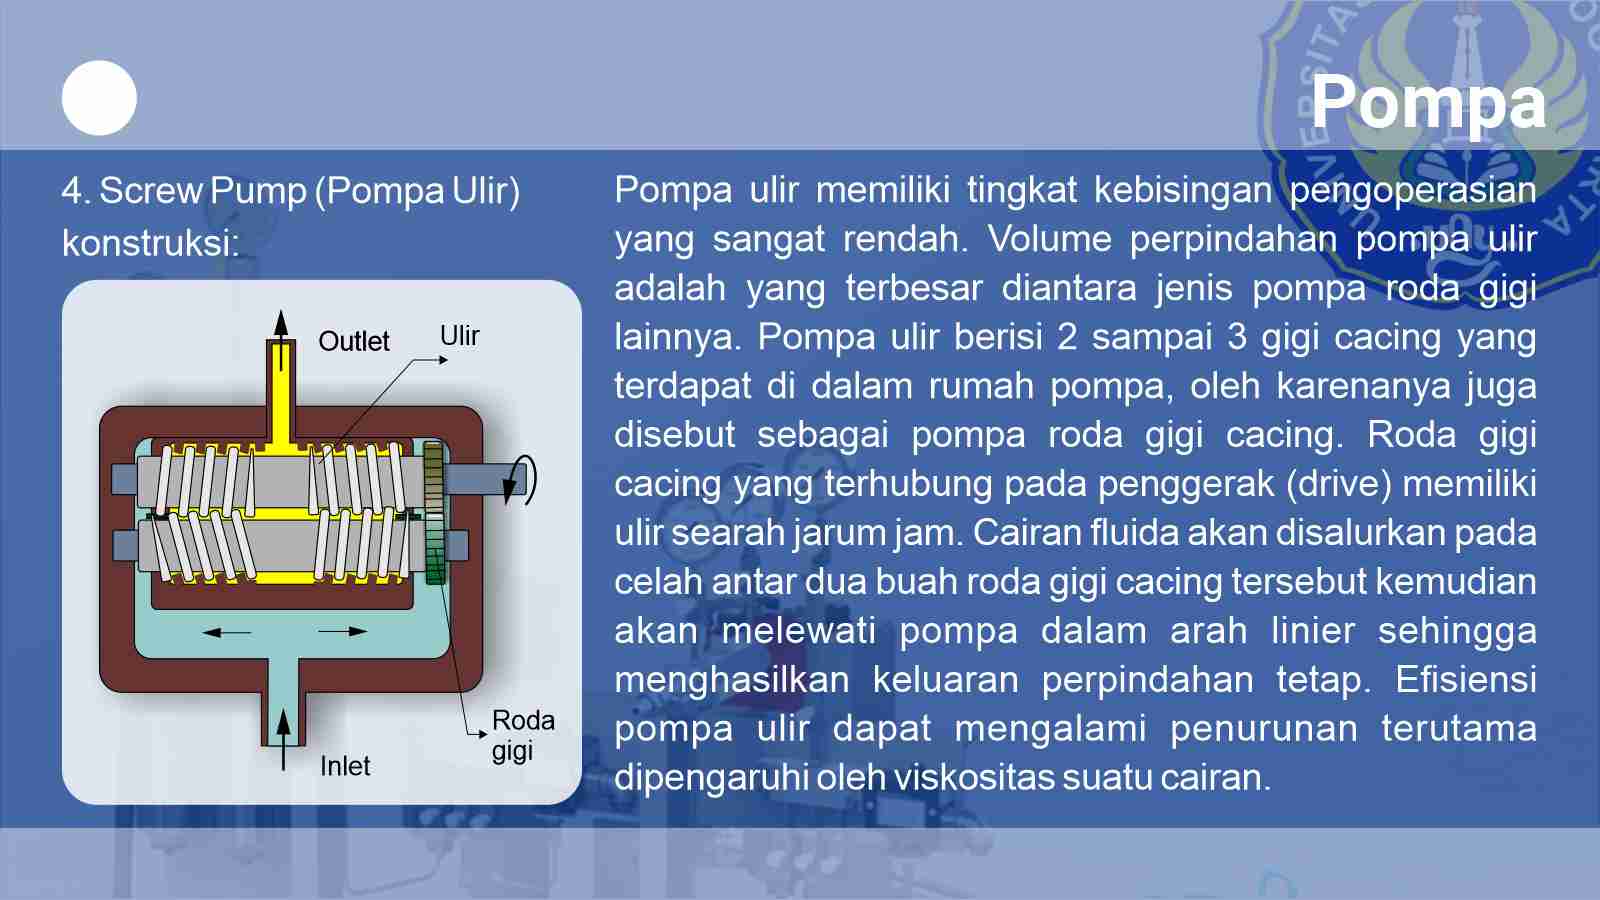 Pompa
4. Screw Pump (Pompa Ulir)
konstruksi:
Outlet
Ulir
Roda
gigi
Inlet
Pompa ulir memiliki tingkat kebisingan pengoperasian
yang sangat rendah. Volume perpindahan pompa ulir
adalah yang terbesar diantara jenis pompa roda gigi
lainnya. Pompa ulir berisi 2 sampai 3 gigi cacing yang
terdapat di dalam rumah pompa, oleh karenanya juga
disebut sebagai pompa roda gigi cacing. Roda gigi
cacing yang terhubung pada penggerak (drive) memiliki
ulir searah jarum jam. Cairan fluida akan disalurkan pada
celah antar dua buah roda gigi cacing tersebut kemudian
akan melewati pompa dalam arah linier sehingga
menghasilkan keluaran perpindahan tetap. Efisiensi
pompa ulir dapat mengalami penurunan terutama
dipengaruhi oleh viskositas suatu cairan.